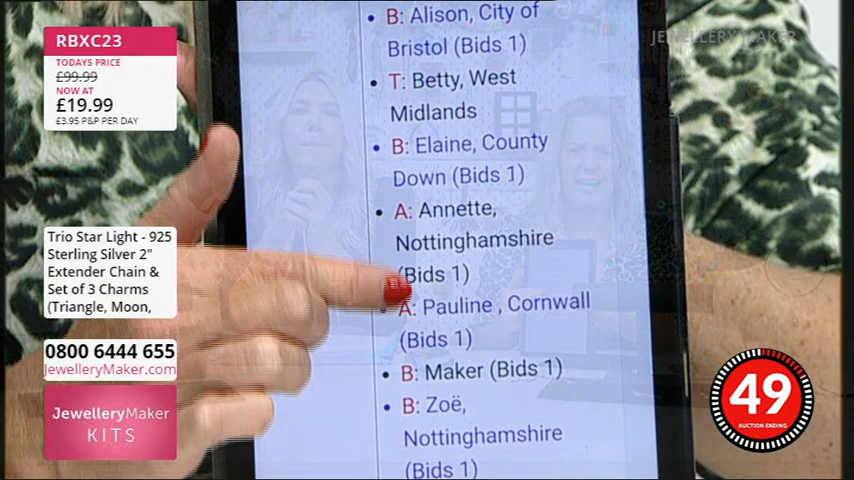 RBXC23
TODAYS PRICE
£99.99
NOW AT
£19.99
£3.95 P&P PER DAY
Trio Star Light - 925
Sterling Silver 2"
Extender Chain &
Set of 3 Charms
(Triangle, Moon,
0800 6444 655
JewelleryMaker.com
JewelleryMaker
KITS
B: Alison, City of
Bristol (Bids 1)
T: Betty, West
Midlands
B: Elaine, County
Down (Bids 1)
A: Annette,
Nottinghamshire
(Bids 1)
A: Pauline , Cornwall
(Bids 1)
B: Maker (Bids 1)
B: Zoë,
Nottinghamshire
(Bids 1)
JEWELLERY MAKER
49
AUCTION ENDING